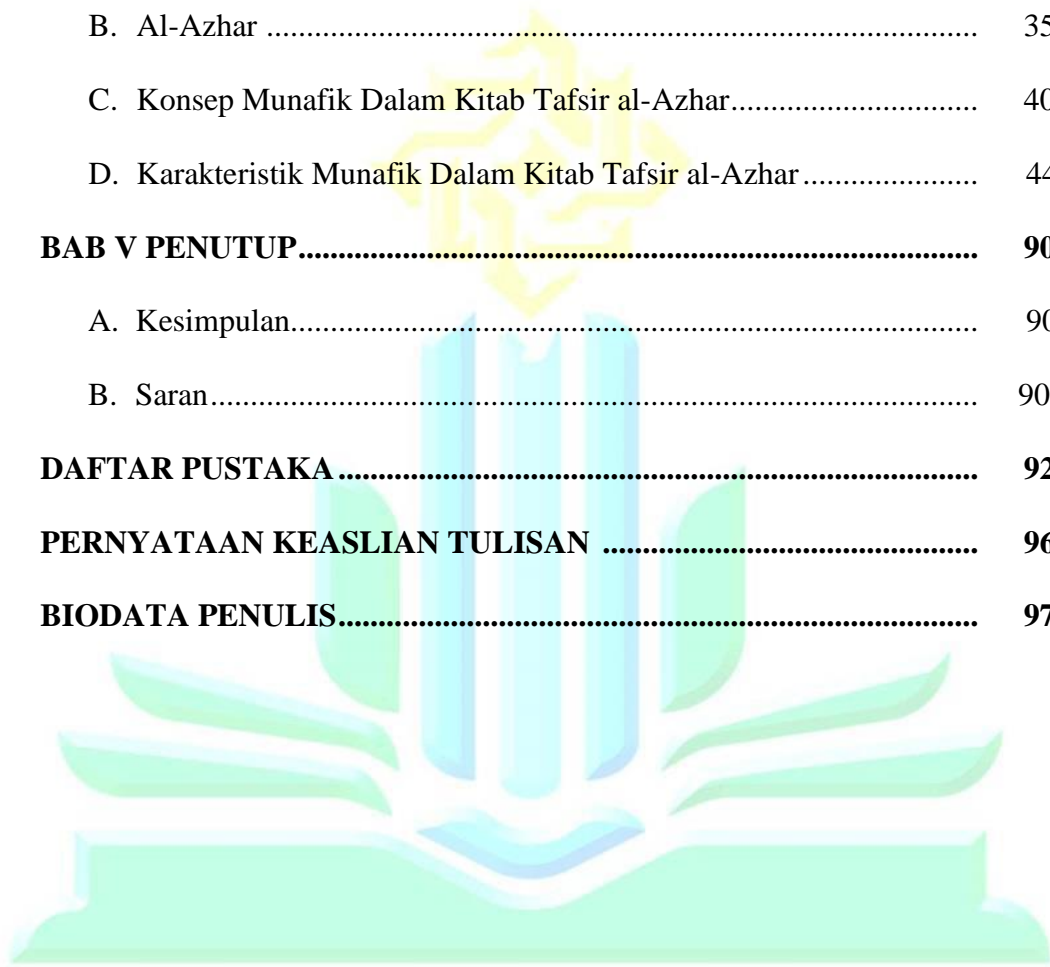 B. Al-Azhar ........................................................................... 35
C. Konsep Munafik Dalam Kitab Tafsir al-Azhar.......................... 40
D. Karakteristik Munafik Dalam Kitab Tafsir al-Azhar .................. 44
BAB V PENUTUP......................................................................... 90
A. Kesimpulan........................................................................ 90
B. Saran................................................................................ 90
DAFTAR PUSTAKA .................................................................... 92
PERNYATAAN KEASLIAN TULISAN ....................................... 96
BIODATA PENULIS.................................................................... 97